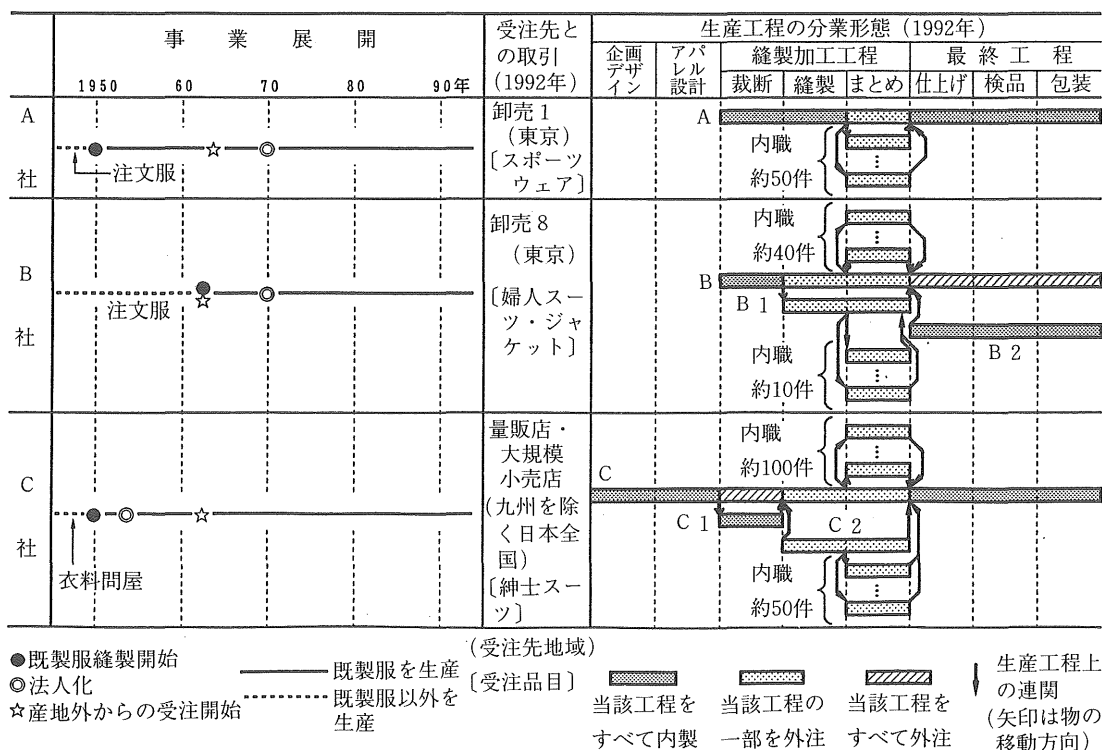 事業展開
受注先と
の取引
(1992年)
生産工程の分業形態 (1992年)
企画
デザ
イン
アパ
レル
設計
縫製加工工程
最終工程
裁断
縫製
まとめ
仕上げ
検品
包装
1950 60 70 80 90年
A
社
注文服
卸売1
(東京)
〔スポーツ
ウェア〕
A
内職
約50件
B
社
注文服
卸売8
(東京)
〔婦人スー
ツ・ジャ
ケット〕
内職
約40件
B
B1
B2
内職
約10件
C
社
衣料問屋
量販店・
大規模
小売店
(九州を除
く日本全
国)
〔紳士スー
ツ〕
内職
約100件
C
C1
C2
内職
約50件
●既製服縫製開始
◎法人化
☆産地外からの受注開始
既製服を生産
既製服以外を
生産
(受注先地域)
〔受注品目〕
当該工程を
すべて内製
当該工程の
一部を外注
当該工程を
すべて外注
生産工程上
の連関
(矢印は物の
移動方向)